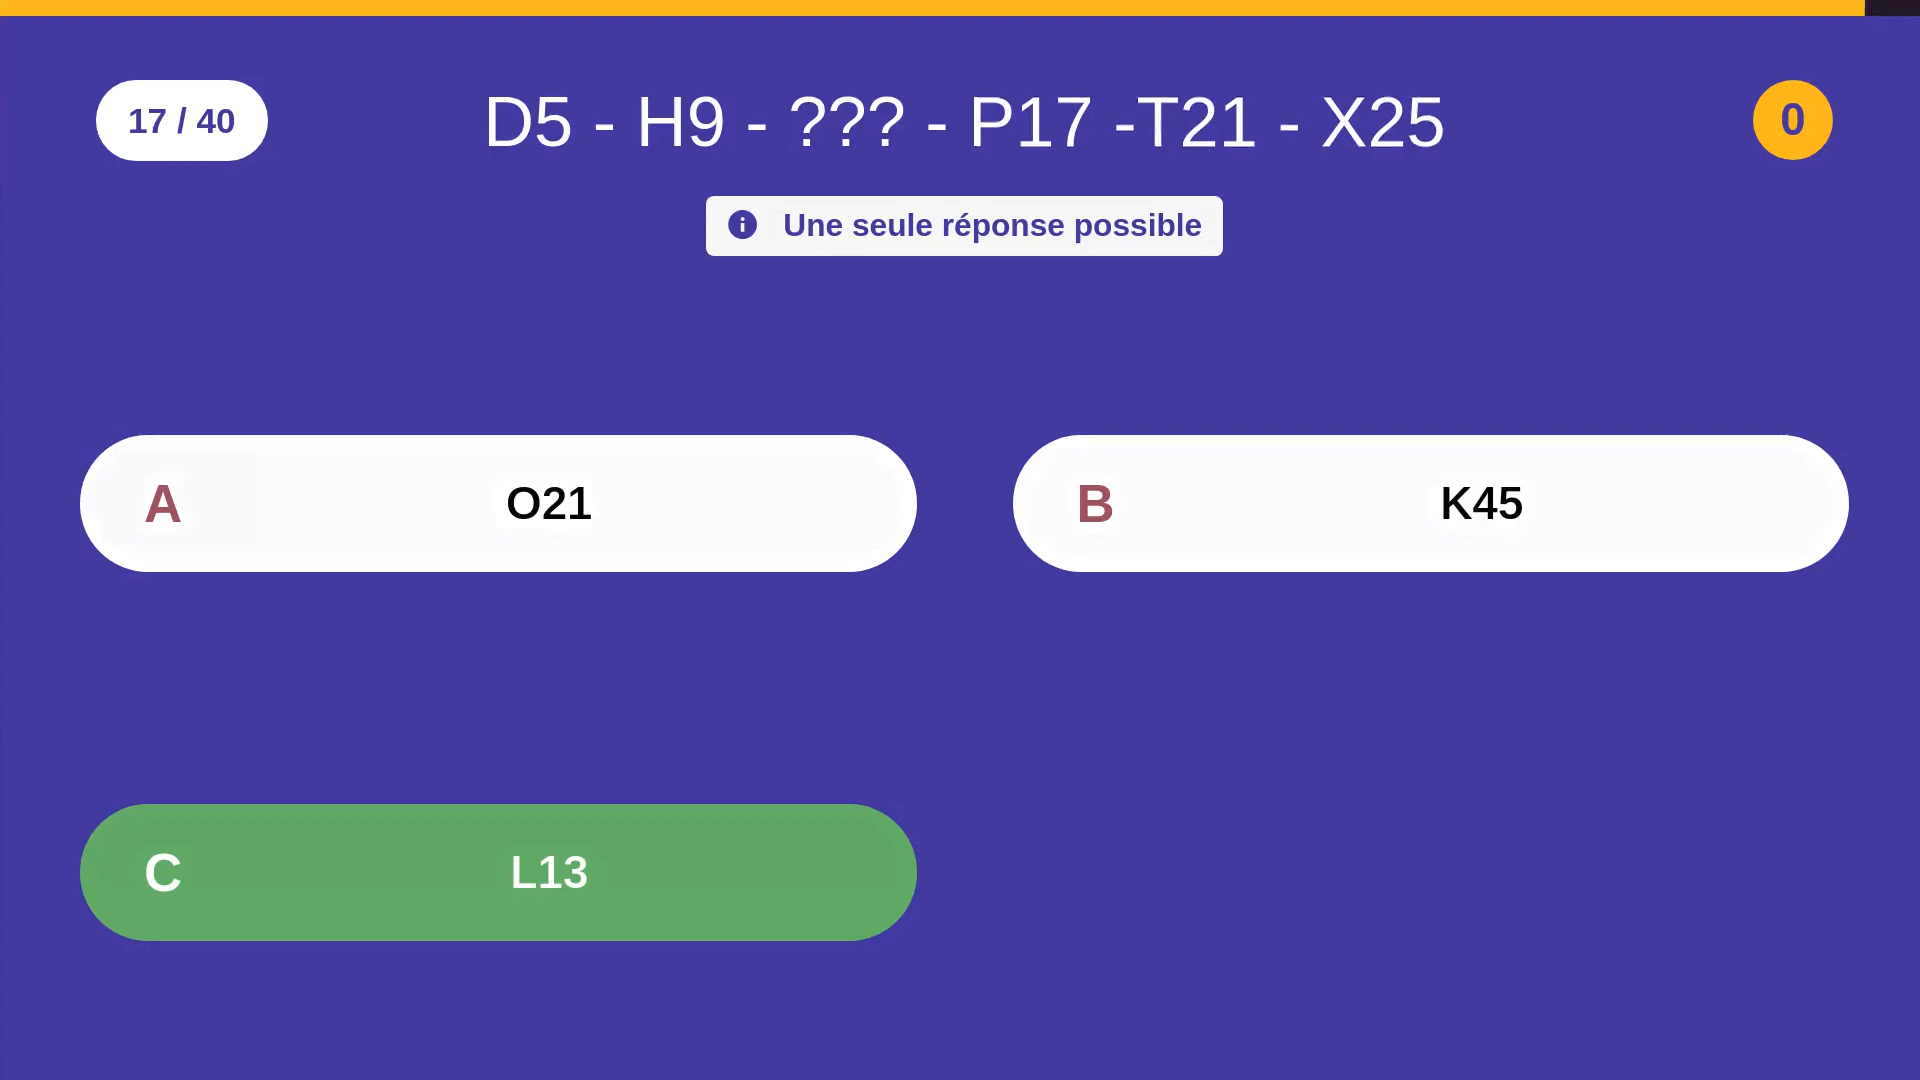 17 / 40
D5 - H9 - ??? - P17 -T21 - X25
0
Une seule réponse possible
A
O21
B
K45
C
L13